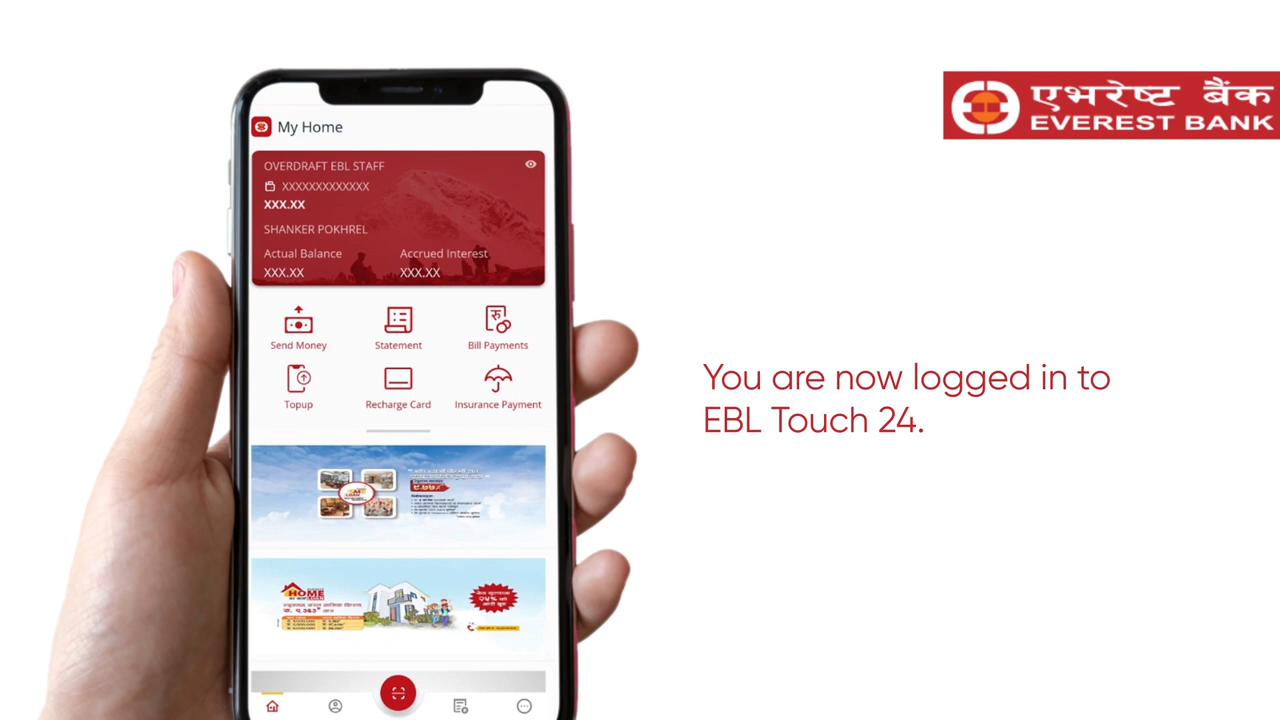 एभरेष्ट बैंक
EVEREST BANK
My Home
OVERDRAFT EBL STAFF
XXXXXXXXXXXXX
XXX.XX
SHANKER POKHREL
Actual Balance Accrued Interest
XXX.XX XXX.XX
Send Money Statement Bill Payments
Topup Recharge Card Insurance Payment
You are now logged in to
EBL Touch 24.
HOME
LOAN